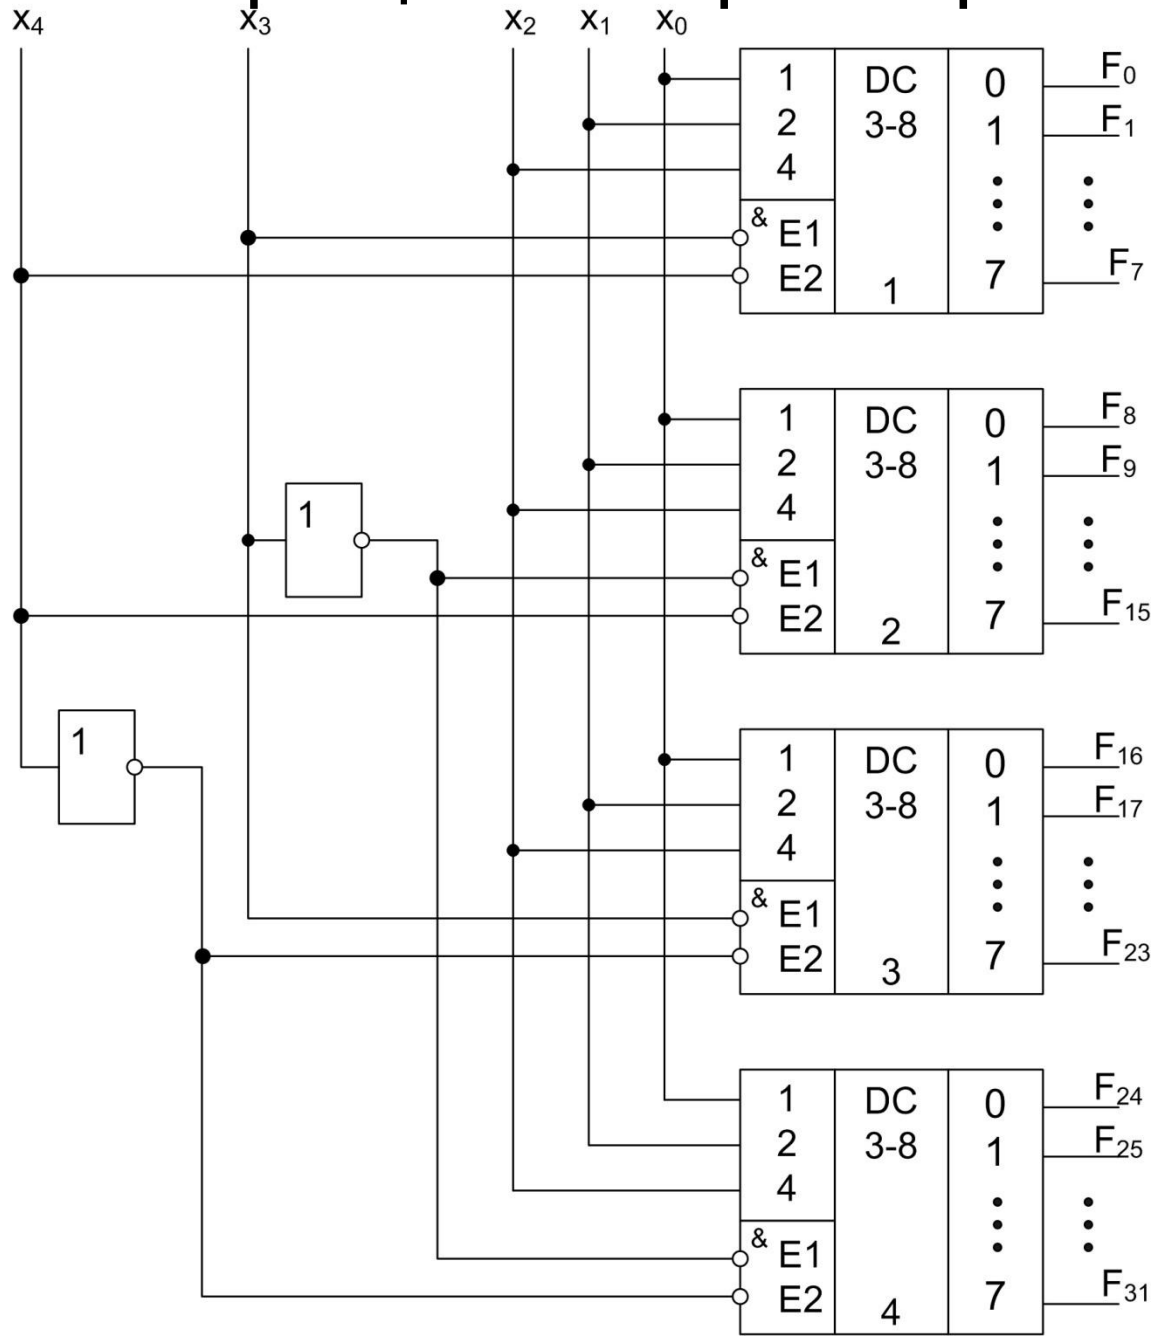 x4 x3 x2 x1 x0
1 DC 0 F0
2 3-8 1 F1
4
& E1
E2 1 7 F7
1 DC 0 F8
2 3-8 1 F9
4
1
& E1
E2 2 7 F15
1
1 DC 0 F16
2 3-8 1 F17
4
& E1
E2 3 7 F23
1 DC 0 F24
2 3-8 1 F25
4
& E1
E2 4 7 F31